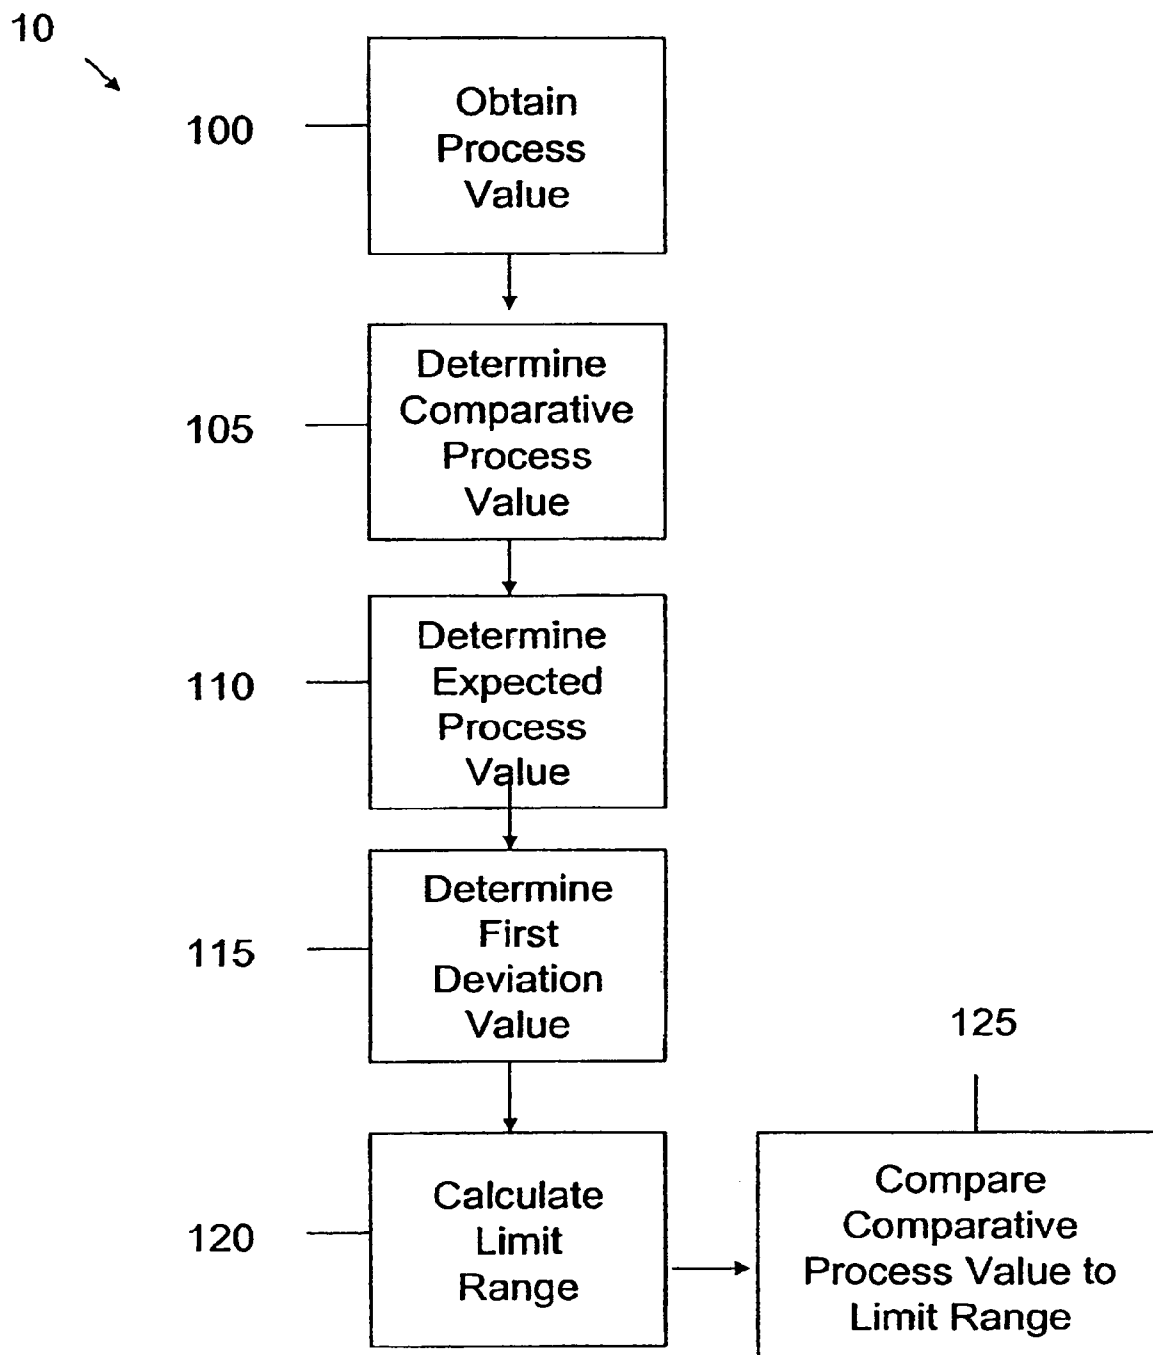 10
100
Obtain
Process
Value
105
Determine
Comparative
Process
Value
110
Determine
Expected
Process
Value
115
Determine
First
Deviation
Value
120
Calculate
Limit
Range
125
Compare
Comparative
Process Value to
Limit Range